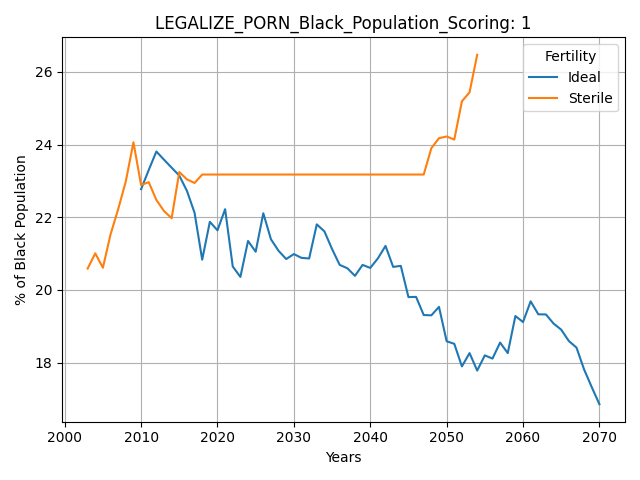 LEGALIZE_PORN_Black_Population_Scoring: 1
Fertility
Ideal
Sterile
% of Black Population
26
24
22
20
18
2000 2010 2020 2030 2040 2050 2060 2070
Years